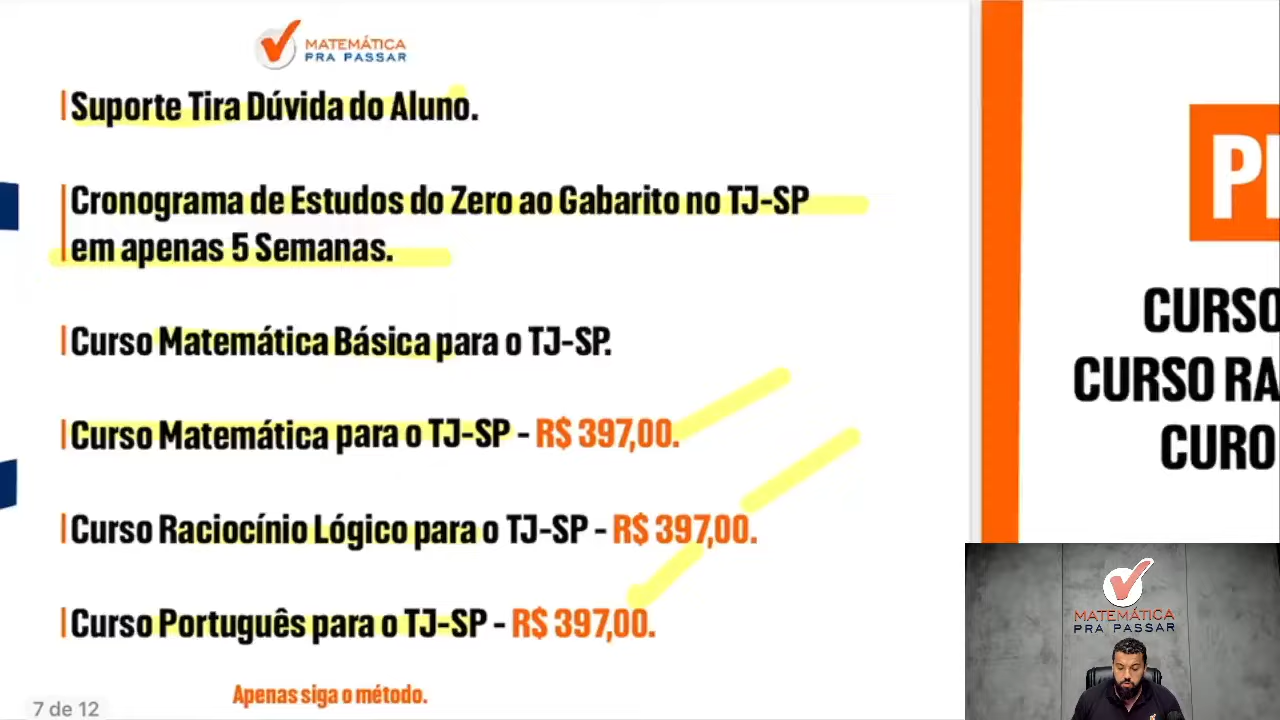 MATEMÁTICA
PRA PASSAR
Suporte Tira Dúvida do Aluno.
Cronograma de Estudos do Zero ao Gabarito no TJ-SP
em apenas 5 Semanas.
Curso Matemática Básica para o TJ-SP.
Curso Matemática para o TJ-SP - R$ 397,00.
Curso Raciocínio Lógico para o TJ-SP - R$ 397,00.
Curso Português para o TJ-SP - R$ 397,00.
Apenas siga o método.
7 de 12
CURSO
CURSO RA
CURO
MATEMÁTICA
PRA PASSAR